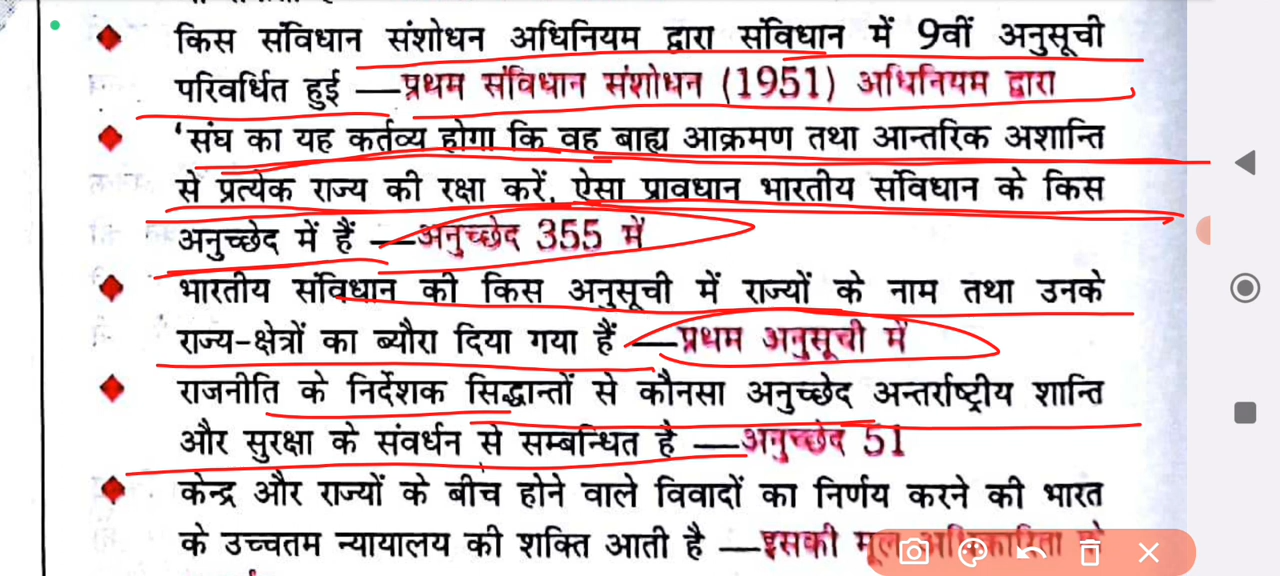 किस संविधान संशोधन अधिनियम द्वारा संविधान में 9वीं अनुसूची
परिवर्धित हुई —प्रथम संविधान संशोधन (1951) अधिनियम द्वारा
'संघ का यह कर्तव्य होगा कि वह बाह्य आक्रमण तथा आन्तरिक अशान्ति
से प्रत्येक राज्य की रक्षा करें, ऐसा प्रावधान भारतीय संविधान के किस
अनुच्छेद में हैं —अनुच्छेद 355 में
भारतीय संविधान की किस अनुसूची में राज्यों के नाम तथा उनके
राज्य-क्षेत्रों का ब्यौरा दिया गया हैं —प्रथम अनुसूची में
राजनीति के निर्देशक सिद्धान्तों से कौनसा अनुच्छेद अन्तर्राष्ट्रीय शान्ति
और सुरक्षा के संवर्धन से सम्बन्धित है —अनुच्छेद 51
केन्द्र और राज्यों के बीच होने वाले विवादों का निर्णय करने की भारत
के उच्चतम न्यायालय की शक्ति आती है —इसकी मूल अधिकारिता